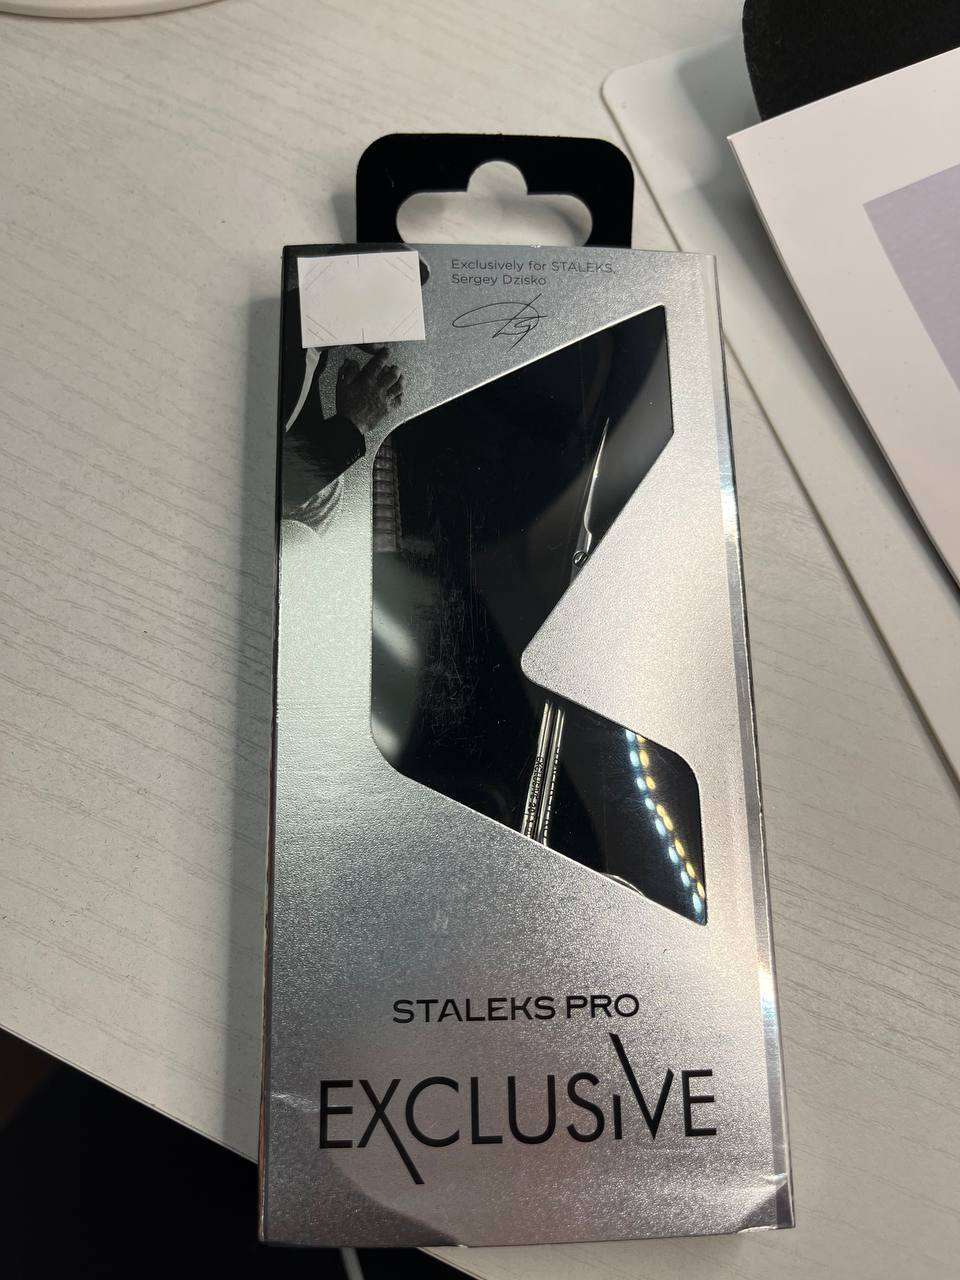 Exclusively for STALEKS,
Sergey Dzisko
STALEKS PRO
EXCLUSiVE